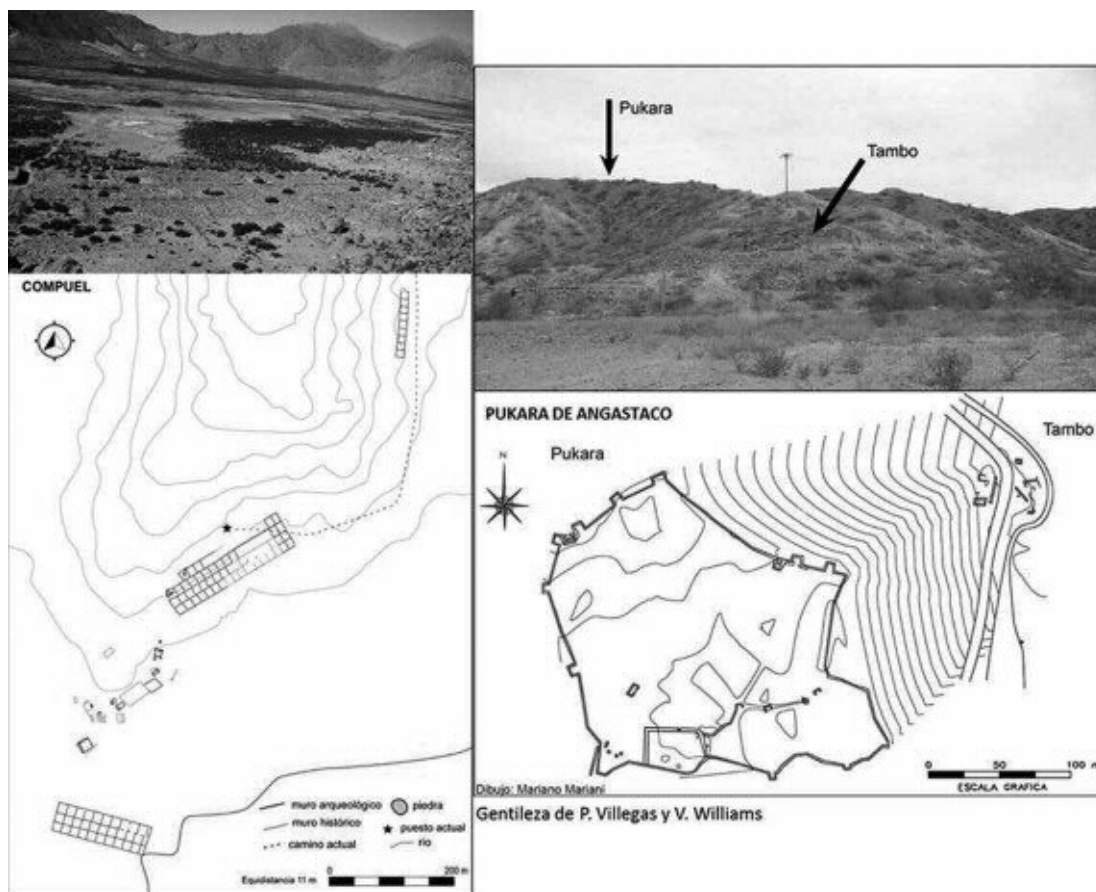 COMPUEL
muro arqueológico
piedra
muro histórico
puesto actual
camino actual
río
Equidistancia 11 m
0
200 m
Pukara
Tambo
PUKARA DE ANGASTACO
Pukara
Tambo
N
0 50 100 m
ESCALA GRAFICA
Dibujo: Mariano Mariani
Gentileza de P. Villegas y V. Williams